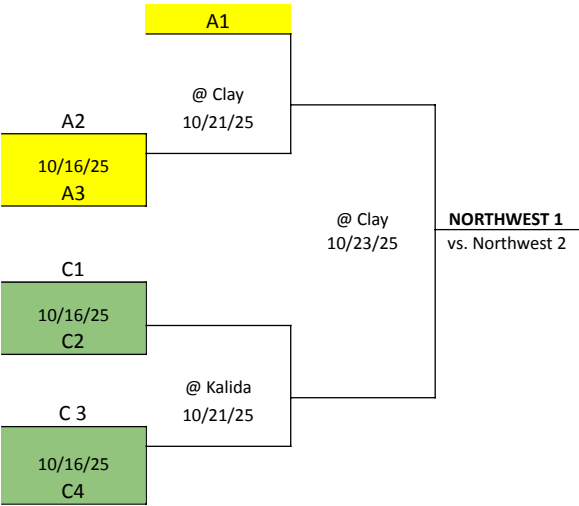 A1
@ Clay
10/21/25
A2
10/16/25
A3
@ Clay
10/23/25
NORTHWEST 1
vs. Northwest 2
C1
10/16/25
C2
@ Kalida
10/21/25
C 3
10/16/25
C4